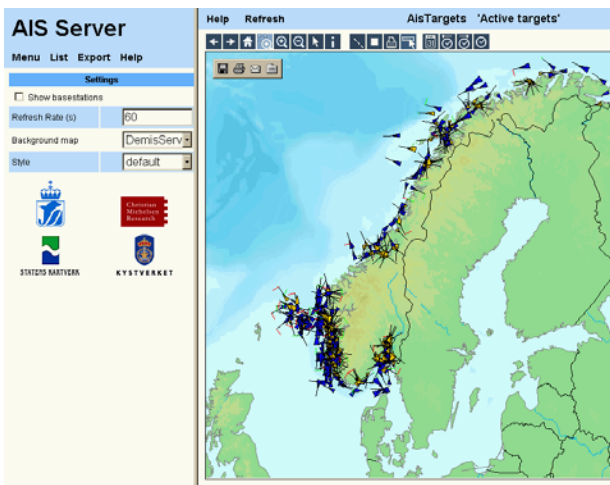 AIS Server
Menu List Export Help
Settings
Show basestations
Refresh Rate (s) 60
Background map DemisServ
Style default
Christian
Michelsen
Research
STATENS KARTVERK
KYSTVERKET
Help Refresh AisTargets 'Active targets'